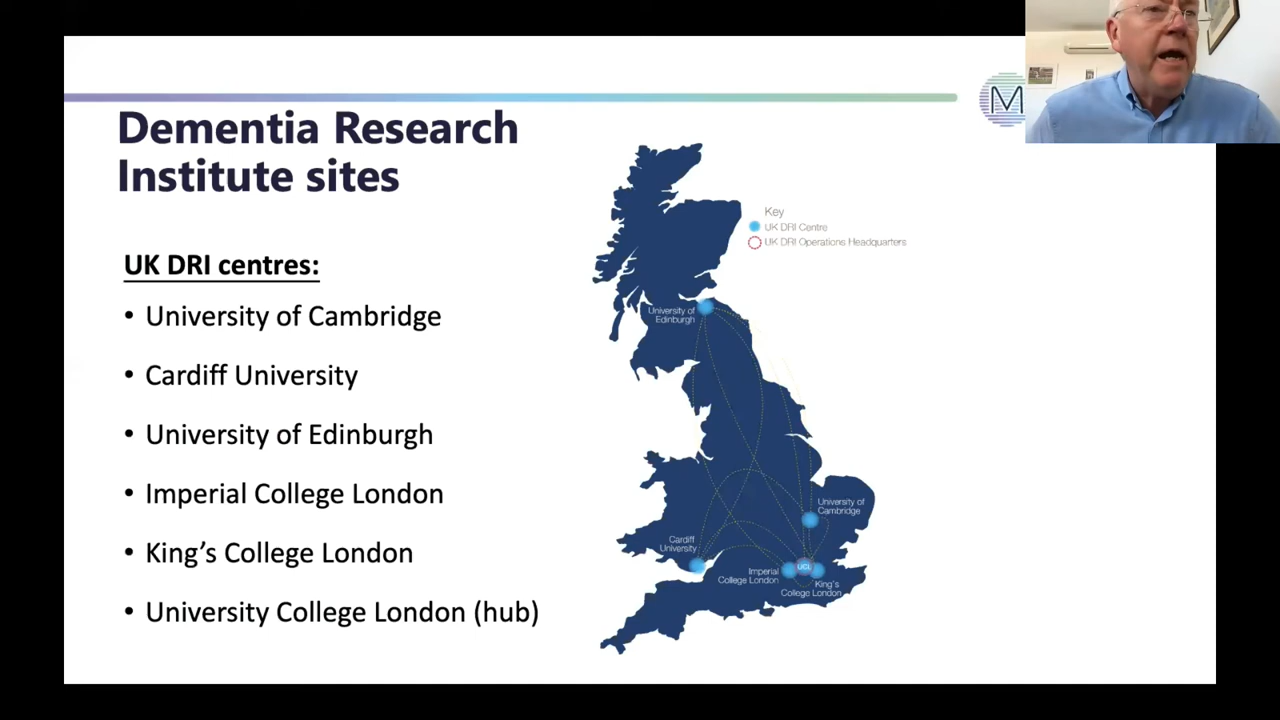 Dementia Research
Institute sites
M
UK DRI centres:
• University of Cambridge
• Cardiff University
• University of Edinburgh
• Imperial College London
• King’s College London
• University College London (hub)
Key
UK DRI Centre
UK DRI Operations Headquarters
University of
Edinburgh
University of
Cambridge
Cardiff
University
Imperial
College London
UCL
King's
College London